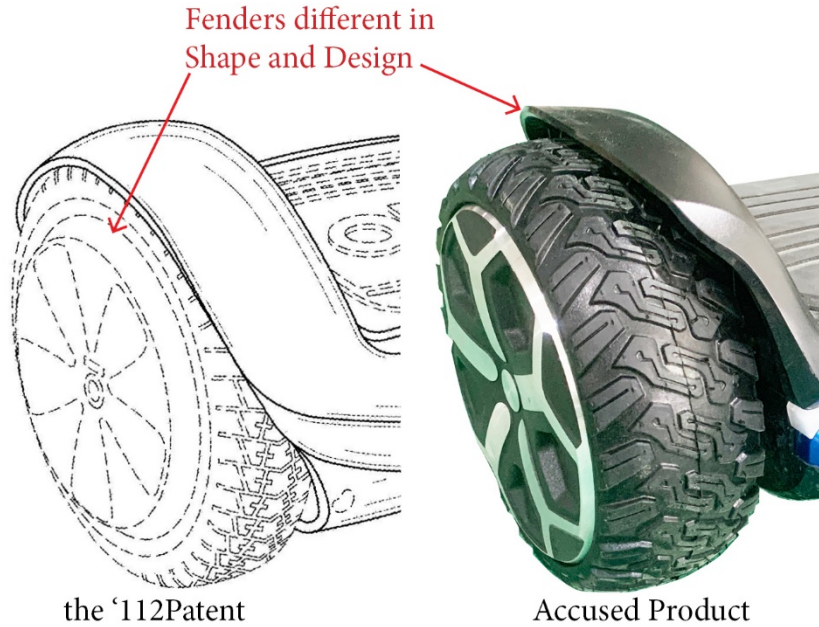 Fenders different in
Shape and Design
the ‘112Patent
Accused Product